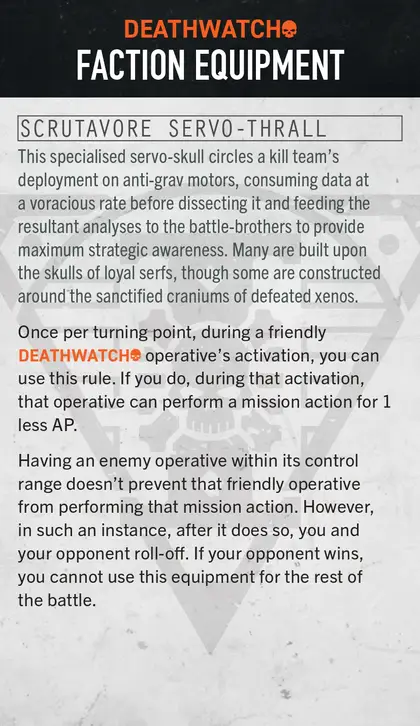 DEATHWATCH
FACTION EQUIPMENT
SCRUTAVORE SERVO-THRALL
This specialised servo-skull circles a kill team’s
deployment on anti-grav motors, consuming data at
a voracious rate before dissecting it and feeding the
resultant analyses to the battle-brothers to provide
maximum strategic awareness. Many are built upon
the skulls of loyal serfs, though some are constructed
around the sanctified craniums of defeated xenos.
Once per turning point, during a friendly
DEATHWATCH operative’s activation, you can
use this rule. If you do, during that activation,
that operative can perform a mission action for 1
less AP.
Having an enemy operative within its control
range doesn’t prevent that friendly operative
from performing that mission action. However,
in such an instance, after it does so, you and
your opponent roll-off. If your opponent wins,
you cannot use this equipment for the rest of
the battle.